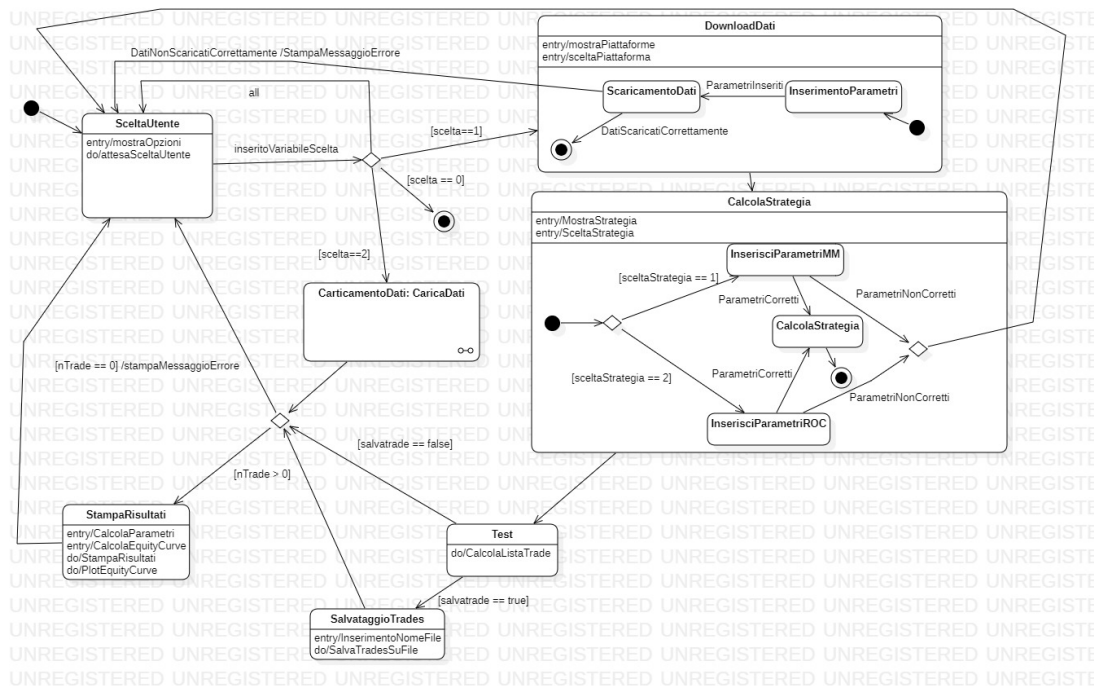 DownloadDati
entry/mostraPiattaforme
entry/sceltaPiattaforma
DatiNonScaricatiCorrettamente /StampaMessaggioErrore
ParametriInseriti
ScaricamentoDati
InserimentoParametri
all
SceltaUtente
entry/mostraOpzioni
do/attesaSceltaUtente
inseritoVariabileScelta
[scelta==1]
DatiScaricatiCorrettamente
[scelta == 0]
CalcolaStrategia
entry/MostraStrategia
entry/SceltaStrategia
[scelta==2]
InserisciParametriMM
[sceltaStrategia == 1]
CarticamentoDati: CaricaDati
ParametriCorretti
ParametriNonCorretti
CalcolaStrategia
[nTrade == 0] /stampaMessaggioErrore
[sceltaStrategia == 2]
ParametriCorretti
ParametriNonCorretti
InserisciParametriROC
[salvatrade == false]
[nTrade > 0]
StampaRisultati
entry/CalcolaParametri
entry/CalcolaEquityCurve
do/StampaRisultati
do/PlotEquityCurve
Test
do/CalcolaListaTrade
[salvatrade == true]
SalvataggioTrades
entry/InserimentoNomeFile
do/SalvaTradesSuFile
UNREGISTERED